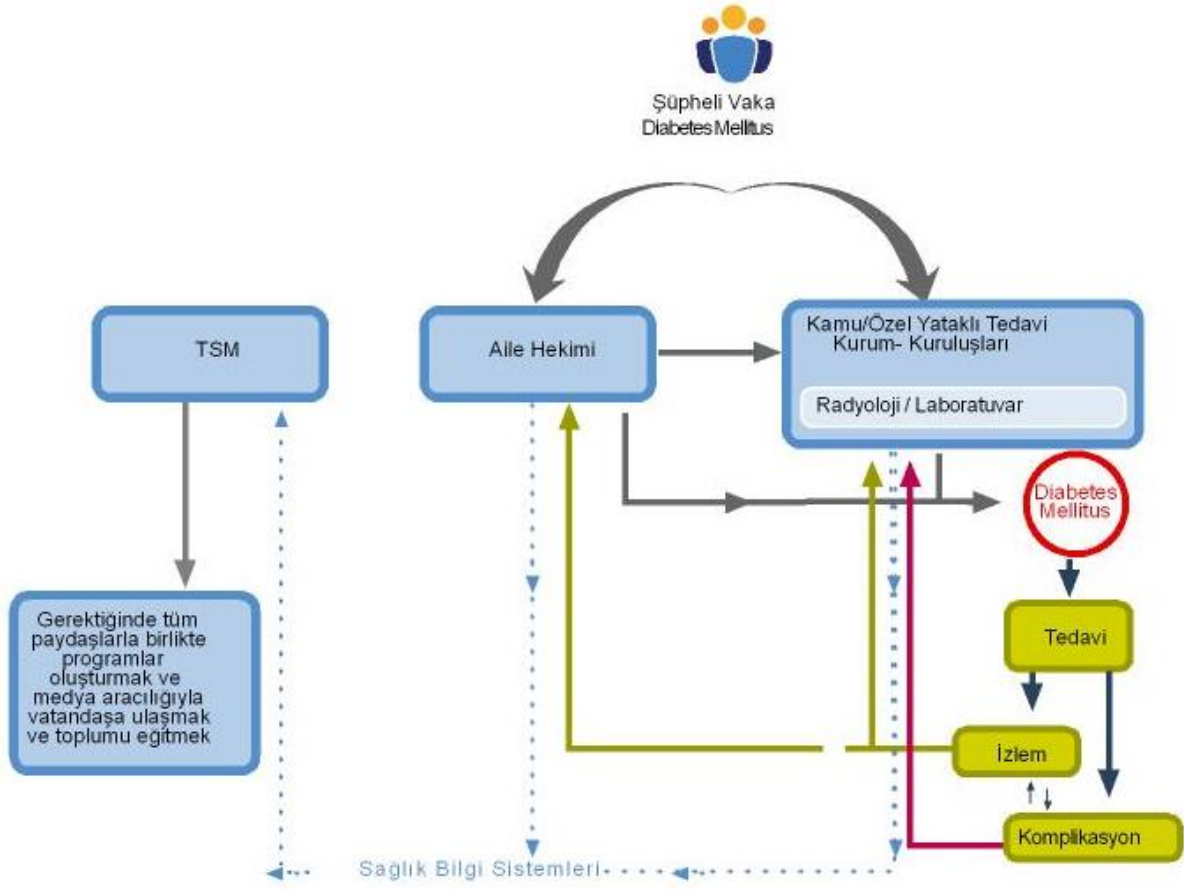 Şüpheli Vaka
Diabetes Mellitus
TSM
Aile Hekimi
Kamu/Özel Yataklı Tedavi
Kurum- Kuruluşları
Radyoloji / Laboratuvar
Diabetes
Mellitus
Gerektiğinde tüm
paydaşlarla birlikte
programlar
oluşturmak ve
medya aracılığıyla
vatandaşa ulaşmak
ve toplumu eğitmek
Tedavi
İzlem
Komplikasyon
Sağlık Bilgi Sistemleri